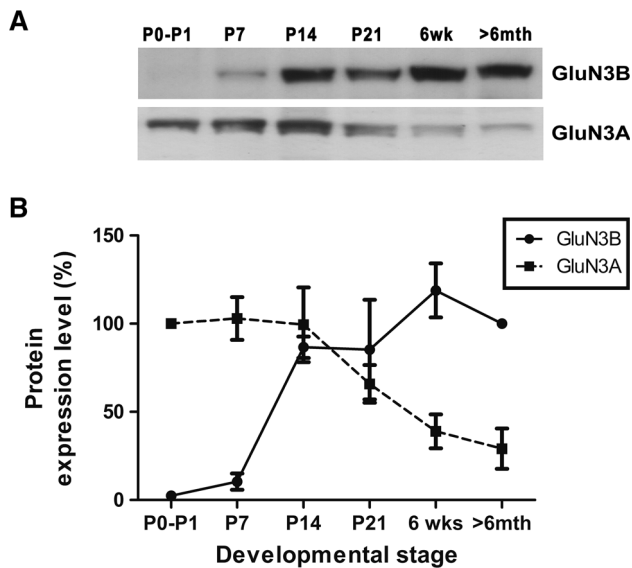 A
P0-P1 P7 P14 P21 6wk >6mth
GluN3B
GluN3A
B
150
100
50
0
Protein
expression level (%)
GluN3B
GluN3A
P0-P1 P7 P14 P21 6 wks >6mth
Developmental stage